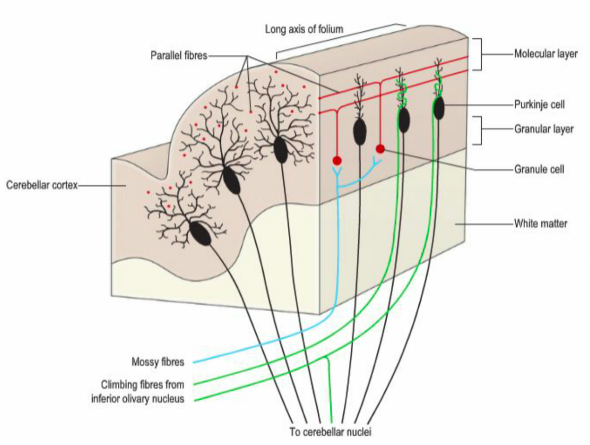 Long axis of folium
Parallel fibres
Molecular layer
Purkinje cell
Granular layer
Granule cell
Cerebellar cortex
White matter
Mossy fibres
Climbing fibres from
inferior olivary nucleus
To cerebellar nuclei